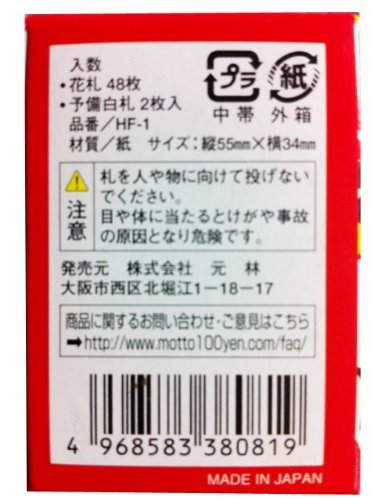 入数
・花札 48枚
・予備白札 2枚入
品番／HF-1
材質／紙 サイズ：縦55mm×横34mm
プラ
中帯
紙
外箱
注意
札を人や物に向けて投げない
でください。
目や体に当たるとけがや事故
の原因となり危険です。
発売元 株式会社 元 林
大阪市西区北堀江1−18−17
商品に関するお問い合わせ・ご意見はこちら
➡http://www.motto100yen.com/faq/
4 968583 380819
MADE IN JAPAN